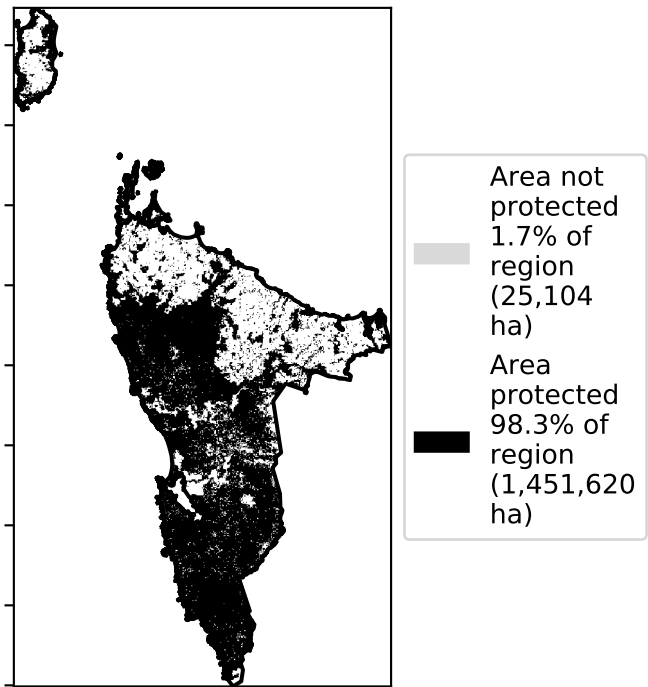 Area not
protected
1.7% of
region
(25,104
ha)
Area
protected
98.3% of
region
(1,451,620
ha)